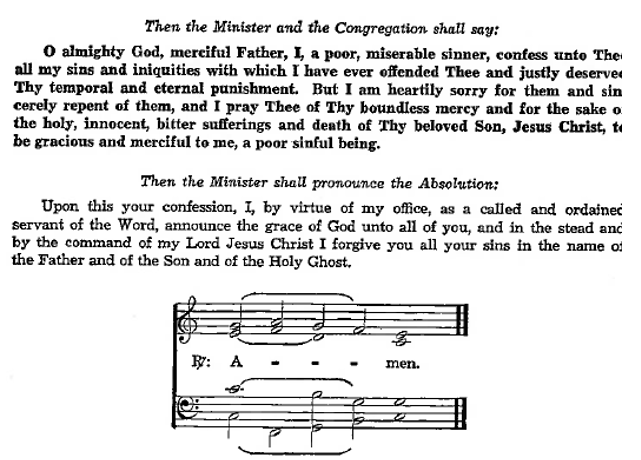 Then the Minister and the Congregation shall say:
O almighty God, merciful Father, I, a poor, miserable sinner, confess unto The
all my sins and iniquities with which I have ever offended Thee and justly deserve
Thy temporal and eternal punishment. But I am heartily sorry for them and sin
cerely repent of them, and I pray Thee of Thy boundless mercy and for the sake o
the holy, innocent, bitter sufferings and death of Thy beloved Son, Jesus Christ, t
be gracious and merciful to me, a poor sinful being.
Then the Minister shall pronounce the Absolution:
Upon this your confession, I, by virtue of my office, as a called and ordained
servant of the Word, announce the grace of God unto all of you, and in the stead and
by the command of my Lord Jesus Christ I forgive you all your sins in the name of
the Father and of the Son and of the Holy Ghost.
℟: A - - - men.